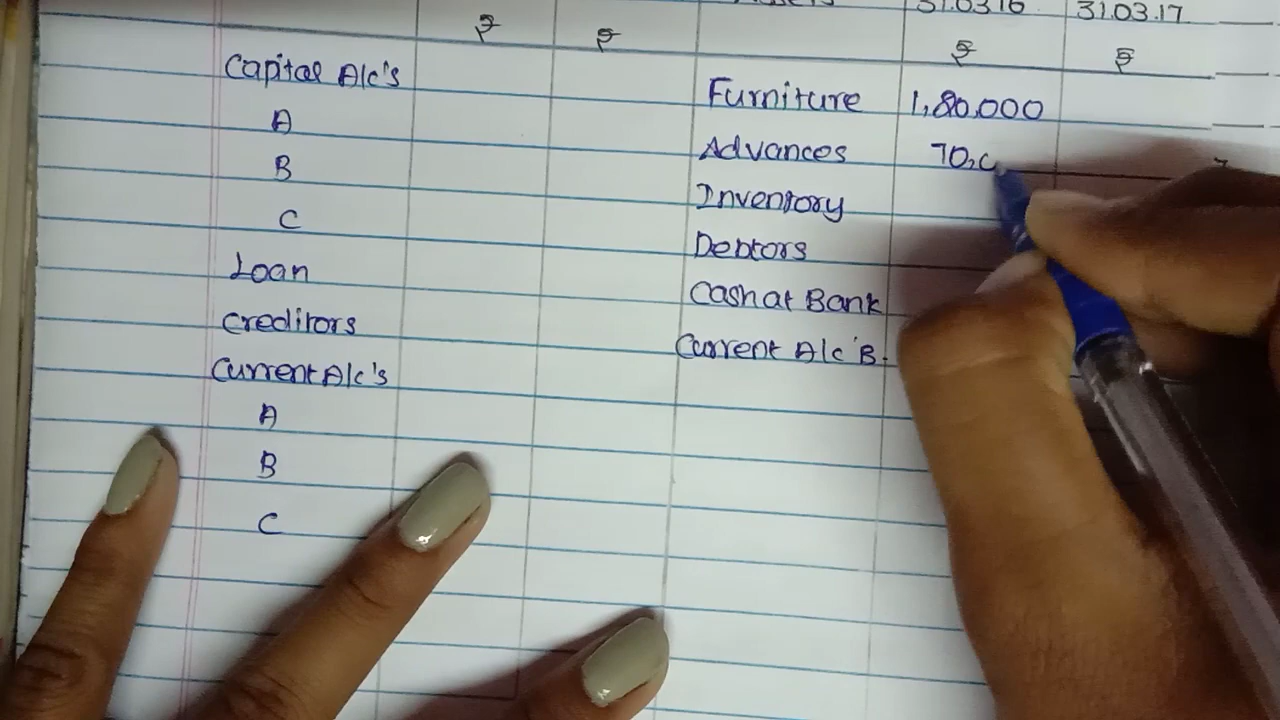 31.03.16 31.03.17
₹ ₹ ₹ ₹
Capital A/c's Furniture 1,80,000
A Advances 70,0
B Inventory
C Debtors
Loan Cash at Bank
Creditors Current A/c B.
Current A/c's
A
B
C